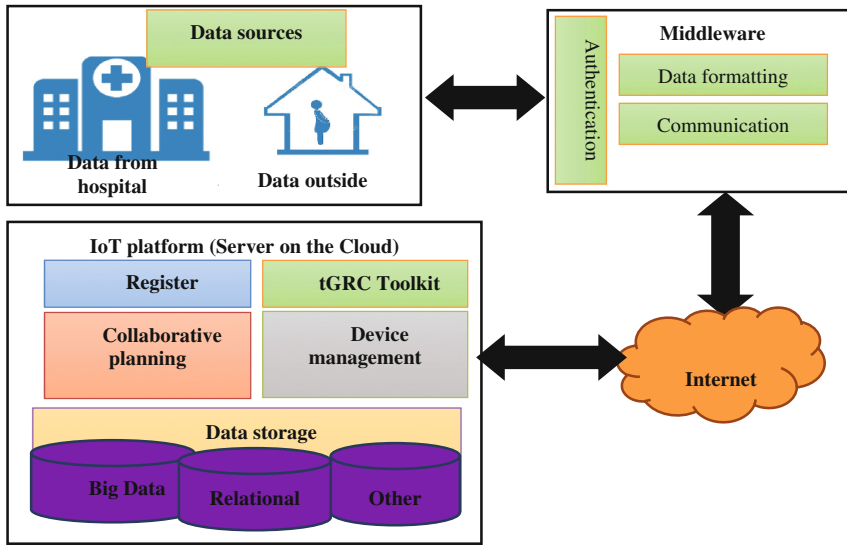 Data sources
Data from
hospital
Data outside
Middleware
Authentication
Data formatting
Communication
IoT platform (Server on the Cloud)
Register
tGRC Toolkit
Collaborative
planning
Device
management
Internet
Data storage
Big Data
Relational
Other